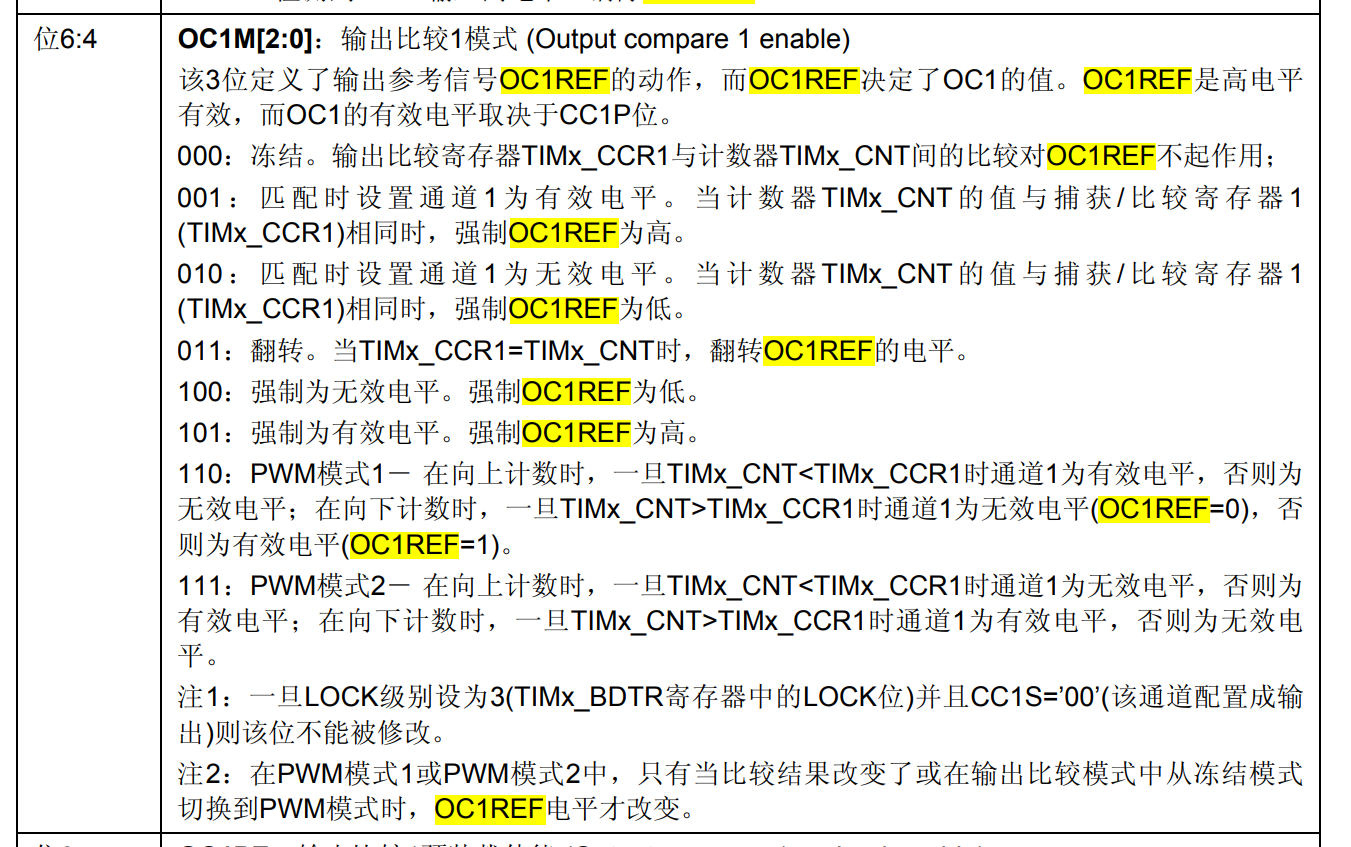 位6:4
OC1M[2:0]：输出比较1模式 (Output compare 1 enable)
该3位定义了输出参考信号OC1REF的动作，而OC1REF决定了OC1的值。OC1REF是高电平
有效，而OC1的有效电平取决于CC1P位。
000：冻结。输出比较寄存器TIMx_CCR1与计数器TIMx_CNT间的比较对OC1REF不起作用；
001：匹配时设置通道1为有效电平。当计数器TIMx_CNT的值与捕获/比较寄存器1
(TIMx_CCR1)相同时，强制OC1REF为高。
010：匹配时设置通道1为无效电平。当计数器TIMx_CNT的值与捕获/比较寄存器1
(TIMx_CCR1)相同时，强制OC1REF为低。
011：翻转。当TIMx_CCR1=TIMx_CNT时，翻转OC1REF的电平。
100：强制为无效电平。强制OC1REF为低。
101：强制为有效电平。强制OC1REF为高。
110：PWM模式1－ 在向上计数时，一旦TIMx_CNT<TIMx_CCR1时通道1为有效电平，否则为
无效电平；在向下计数时，一旦TIMx_CNT>TIMx_CCR1时通道1为无效电平(OC1REF=0)，否
则为有效电平(OC1REF=1)。
111：PWM模式2－ 在向上计数时，一旦TIMx_CNT<TIMx_CCR1时通道1为无效电平，否则为
有效电平；在向下计数时，一旦TIMx_CNT>TIMx_CCR1时通道1为有效电平，否则为无效电
平。
注1：一旦LOCK级别设为3(TIMx_BDTR寄存器中的LOCK位)并且CC1S=’00’(该通道配置成输
出)则该位不能被修改。
注2：在PWM模式1或PWM模式2中，只有当比较结果改变了或在输出比较模式中从冻结模式
切换到PWM模式时，OC1REF电平才改变。